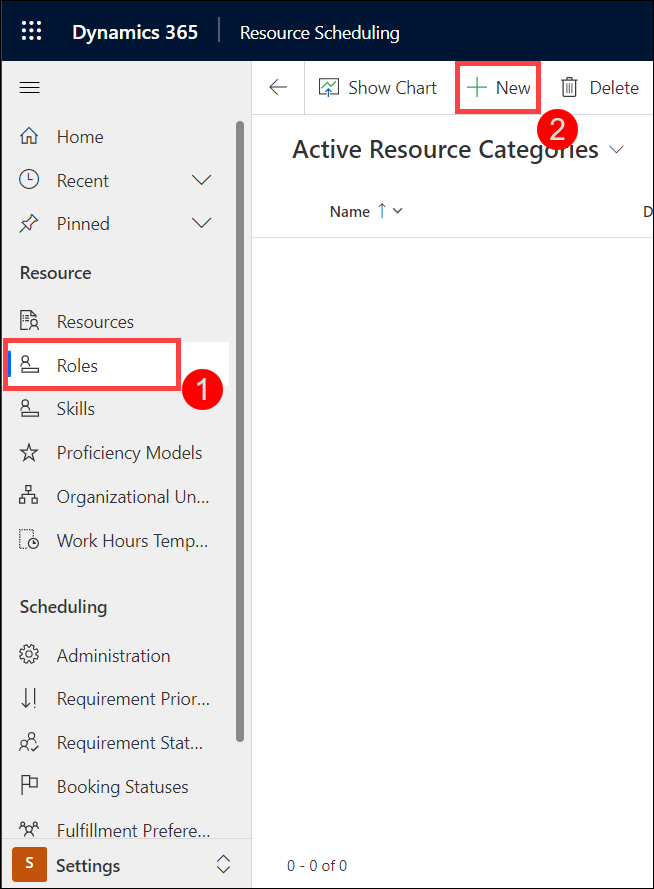 Dynamics 365 Resource Scheduling
Show Chart New Delete
2
Home
Active Resource Categories
Recent
Name D
Pinned
Resource
Resources
Roles
1
Skills
Proficiency Models
Organizational Un...
Work Hours Temp...
Scheduling
Administration
Requirement Prior...
Requirement Stat...
Booking Statuses
Fulfillment Prefere...
S Settings
0 - 0 of 0